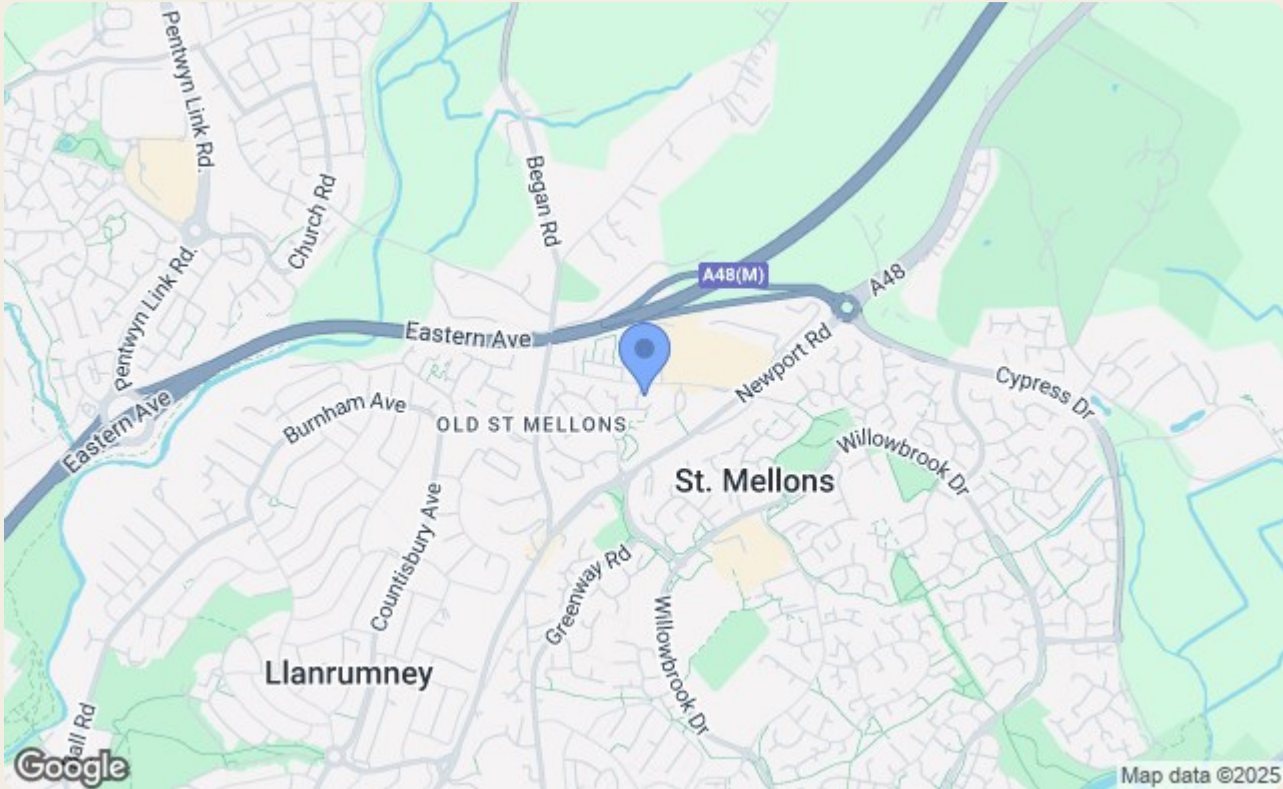 Pentwyn Link Rd.
Church Rd
Began Rd
Pentwyn Link Rd.
A48(M)
A48
Eastern Ave
Newport Rd
Cypress Dr
Eastern Ave
Burnham Ave
OLD ST MELLONS
Willowbrook Dr
St. Mellons
Countisbury Ave
Greenway Rd
Willowbrook Dr
Llanrumney
Rd
Google
Map data ©2025